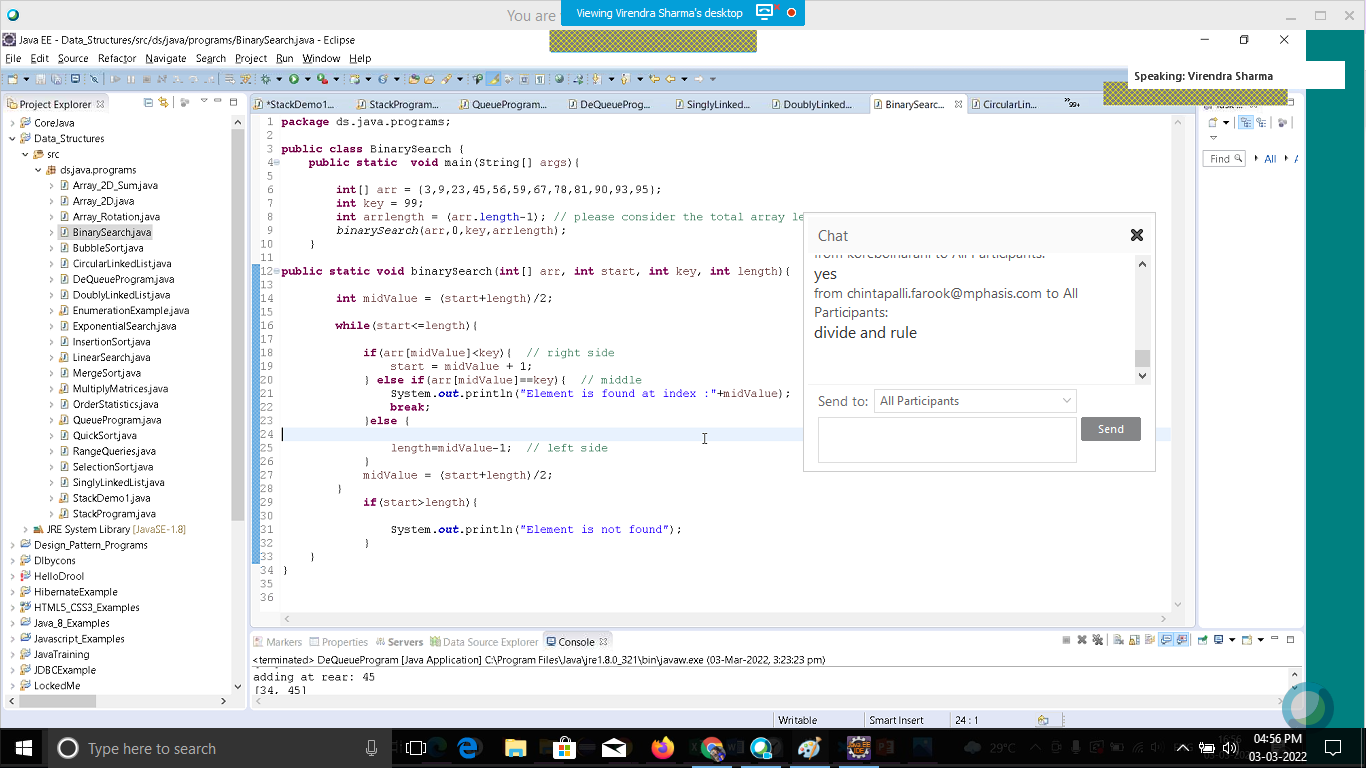 You are
Viewing Virendra Sharma's desktop
Java EE - Data_Structures/src/ds/java/programs/BinarySearch.java - Eclipse
File Edit Source Refactor Navigate Search Project Run Window Help
Speaking: Virendra Sharma
Project Explorer
CoreJava
Data_Structures
src
ds.java.programs
Array_2D_Sum.java
Array_2D.java
Array_Rotation.java
BinarySearch.java
BubbleSort.java
CircularLinkedList.java
DeQueueProgram.java
DoublyLinkedList.java
EnumerationExample.java
ExponentialSearch.java
InsertionSort.java
LinearSearch.java
MergeSort.java
MultiplyMatrices.java
OrderStatistics.java
QueueProgram.java
QuickSort.java
RangeQueries.java
SelectionSort.java
SinglyLinkedList.java
StackDemo1.java
StackProgram.java
JRE System Library [JavaSE-1.8]
Design_Pattern_Programs
DIbycons
HelloDrool
HibernateExample
HTML5_CSS3_Examples
Java_8_Examples
Javascript_Examples
JavaTraining
JDBCExample
LockedMe
*StackDemo1... StackProgram... QueueProgram... DeQueueProg... SinglyLinked... DoublyLinked... BinarySearc... CircularLin...
1 package ds.java.programs;
2
3 public class BinarySearch {
4 public static void main(String[] args){
5
6 int[] arr = {3,9,23,45,56,59,67,78,81,90,93,95};
7 int key = 99;
8 int arrlength = (arr.length-1); // please consider the total array le
9 binarySearch(arr,0,key,arrlength);
10 }
11
12 public static void binarySearch(int[] arr, int start, int key, int length){
13
14 int midValue = (start+length)/2;
15
16 while(start<=length){
17
18 if(arr[midValue]<key){ // right side
19 start = midValue + 1;
20 } else if(arr[midValue]==key){ // middle
21 System.out.println("Element is found at index :"+midValue);
22 break;
23 }else {
24
25 length=midValue-1; // left side
26 }
27 midValue = (start+length)/2;
28 }
29 if(start>length){
30
31 System.out.println("Element is not found");
32 }
33 }
34 }
35
36
Chat
from koreboinarani to All Participants:
yes
from chintapalli.farook@mphasis.com to All
Participants:
divide and rule
Send to: All Participants
Send
Find All
Markers Properties Servers Data Source Explorer Console
<terminated> DeQueueProgram [Java Application] C:\Program Files\Java\jre1.8.0_321\bin\javaw.exe (03-Mar-2022, 3:23:23 pm)
adding at rear: 45
[34, 45]
Writable Smart Insert 24 : 1
Type here to search
29°C
04:56 PM
03-03-2022